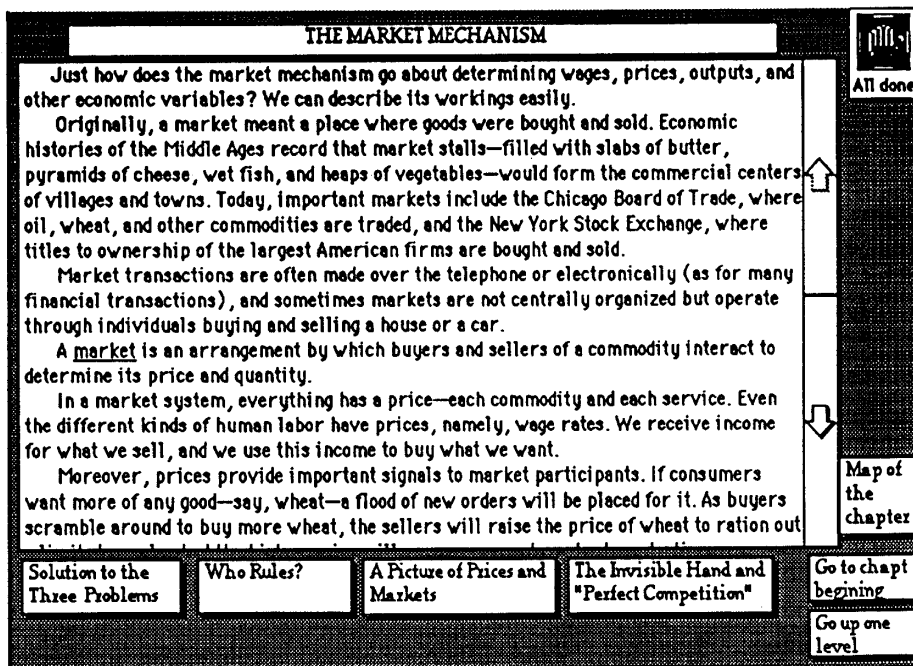 THE MARKET MECHANISM
All done
Just how does the market mechanism go about determining wages, prices, outputs, and
other economic variables? We can describe its workings easily.
Originally, a market meant a place where goods were bought and sold. Economic
histories of the Middle Ages record that market stalls—filled with slabs of butter,
pyramids of cheese, wet fish, and heaps of vegetables—would form the commercial centers
of villages and towns. Today, important markets include the Chicago Board of Trade, where
oil, wheat, and other commodities are traded, and the New York Stock Exchange, where
titles to ownership of the largest American firms are bought and sold.
Market transactions are often made over the telephone or electronically (as for many
financial transactions), and sometimes markets are not centrally organized but operate
through individuals buying and selling a house or a car.
A market is an arrangement by which buyers and sellers of a commodity interact to
determine its price and quantity.
In a market system, everything has a price—each commodity and each service. Even
the different kinds of human labor have prices, namely, wage rates. We receive income
for what we sell, and we use this income to buy what we want.
Moreover, prices provide important signals to market participants. If consumers
want more of any good—say, wheat—a flood of new orders will be placed for it. As buyers
scramble around to buy more wheat, the sellers will raise the price of wheat to ration out
Map of
the
chapter
Solution to the
Three Problems
Who Rules?
A Picture of Prices and
Markets
The Invisible Hand and
"Perfect Competition"
Go to chapt
begining
Go up one
level